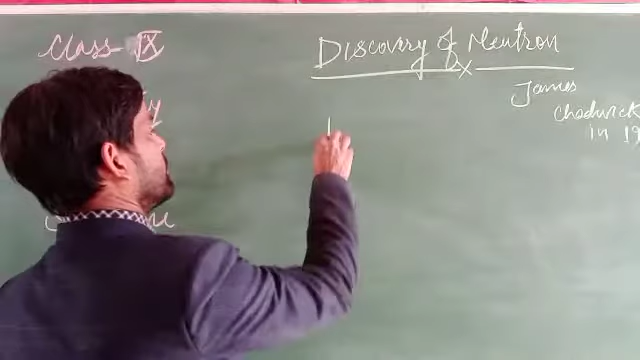 Class-IX
Discovery of Neutron
James
Chadwick
in 19